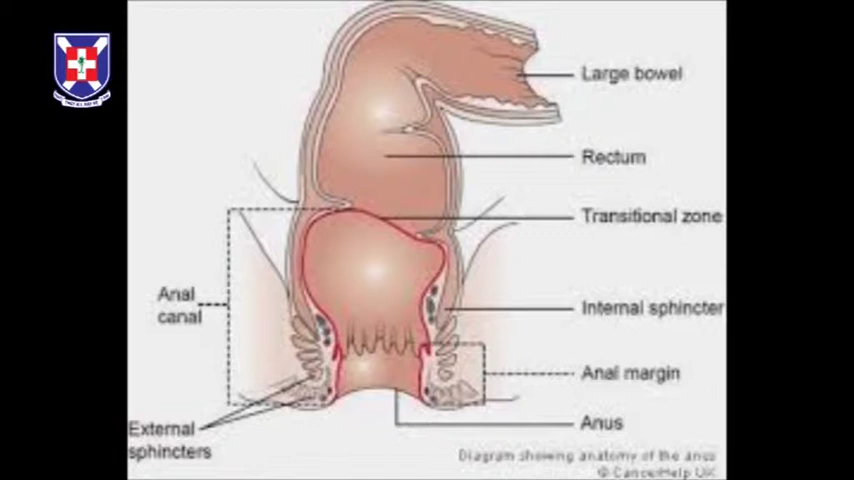 Large bowel
Rectum
Transitional zone
Anal
canal
Internal sphincter
Anal margin
Anus
External
sphincters
Diagram showing anatomy of the anus
© CancerHelp UK